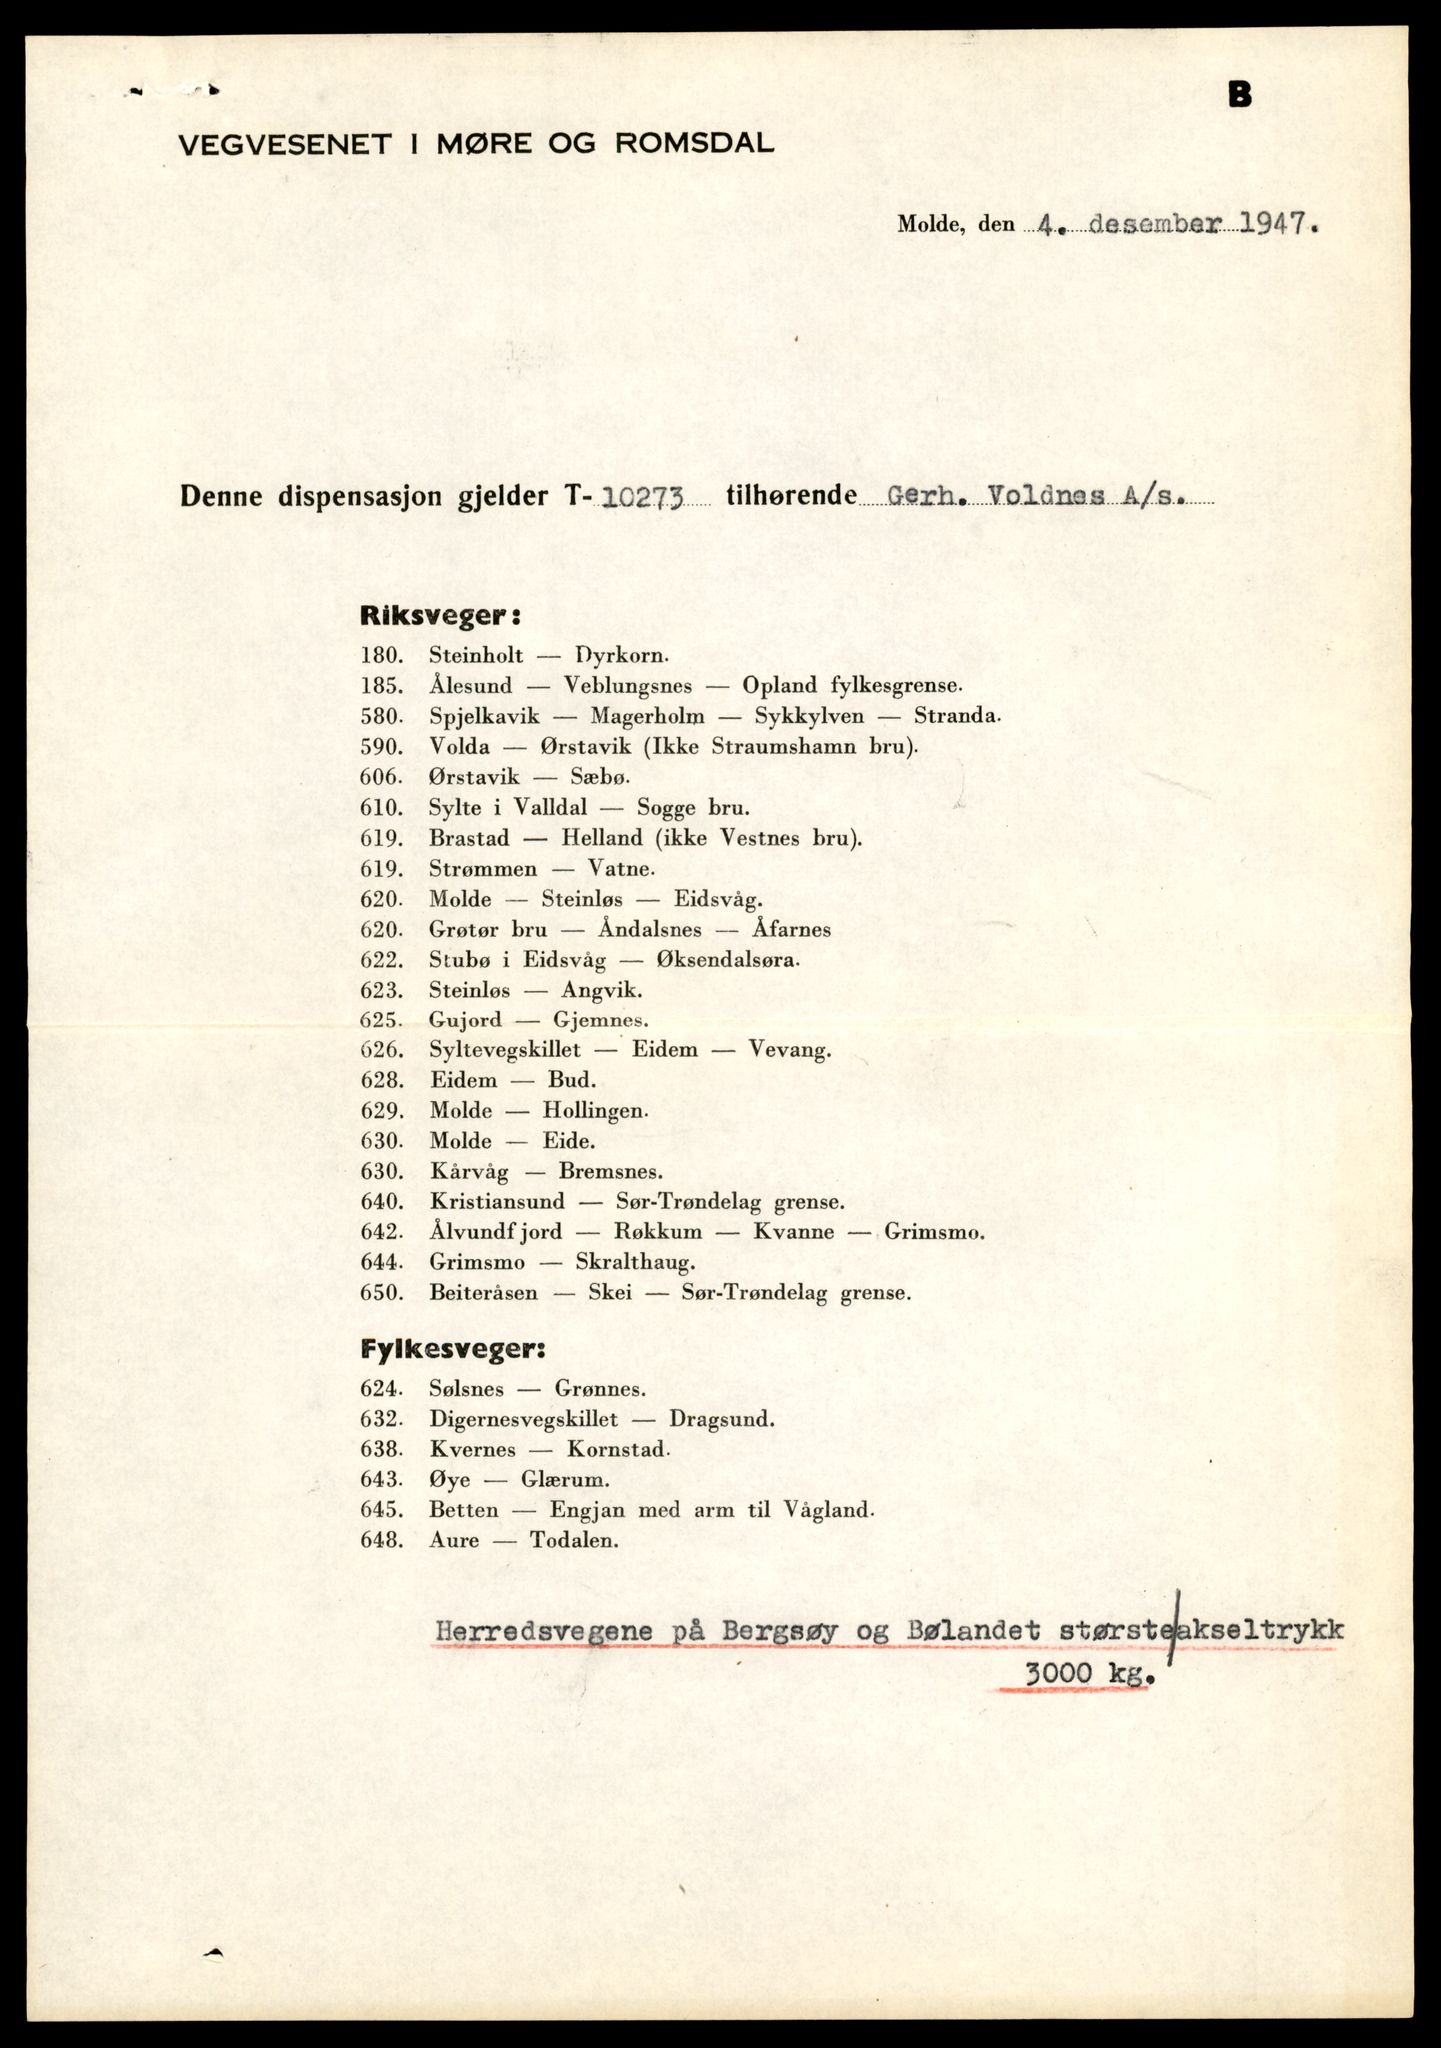 B
VEGVESENET I MØRE OG ROMSDAL
Molde, den 4. desember 1947.
Denne dispensasjon gjelder T- 10273 tilhørende Gerh. Voldnes A/s.
Riksveger:
180. Steinholt — Dyrkorn.
185. Ålesund — Veblungsnes — Opland fylkesgrense.
580. Spjelkavik — Magerholm — Sykkylven — Stranda.
590. Volda — Ørstavik (Ikke Straumshamn bru).
606. Ørstavik — Sæbø.
610. Sylte i Valldal — Sogge bru.
619. Brastad — Helland (ikke Vestnes bru).
619. Strømmen — Vatne.
620. Molde — Steinløs — Eidsvåg.
620. Grøtør bru — Åndalsnes — Åfarnes
622. Stubø i Eidsvåg — Øksendalsøra.
623. Steinløs — Angvik.
625. Gujord — Gjemnes.
626. Syltevegskillet — Eidem — Vevang.
628. Eidem — Bud.
629. Molde — Hollingen.
630. Molde — Eide.
630. Kårvåg — Bremsnes.
640. Kristiansund — Sør-Trøndelag grense.
642. Ålvundfjord — Røkkum — Kvanne — Grimsmo.
644. Grimsmo — Skralthaug.
650. Beiteråsen — Skei — Sør-Trøndelag grense.
Fylkesveger:
624. Sølsnes — Grønnes.
632. Digernesvegskillet — Dragsund.
638. Kvernes — Kornstad.
643. Øye — Glærum.
645. Betten — Engjan med arm til Vågland.
648. Aure — Todalen.
Herredsvegene på Bergsøy og Bølandet største/akseltrykk
3000 kg.